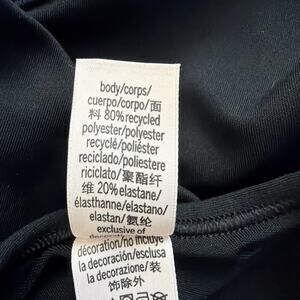 body/corps/
cuerpo/corpo/面
料 80% recycled
polyester/polyester
recyclé/poliéster
reciclado/poliestere
riciclato/聚酯纤
维 20% elastane/
élasthanne/elastano/
elastan/氨纶
exclusive of
décoration/no incluye
la decoración/esclusa
la decorazione/装
饰除外